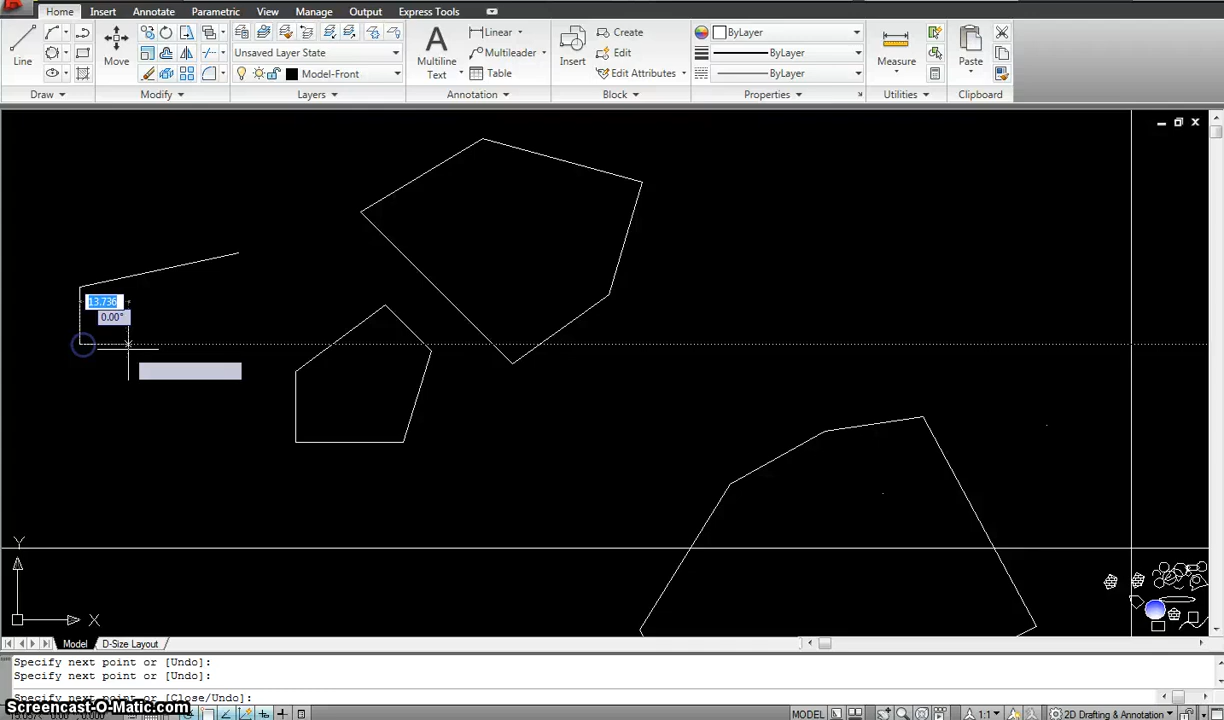 Home Insert Annotate Parametric View Manage Output Express Tools
Line
Move
Unsaved Layer State
Model-Front
Multiline
Text
Linear
Multileader
Table
Insert
Create
Edit
Edit Attributes
ByLayer
ByLayer
ByLayer
Measure
Paste
Draw Modify Layers Annotation Block Properties Utilities Clipboard
13.736
0.00°
Y
X
Model D-Size Layout
Specify next point or [Undo]:
Specify next point or [Undo]:
Specify next point or [Close/Undo]:
Screencast-O-Matic.com
MODEL 1:1 2D Drafting & Annotation